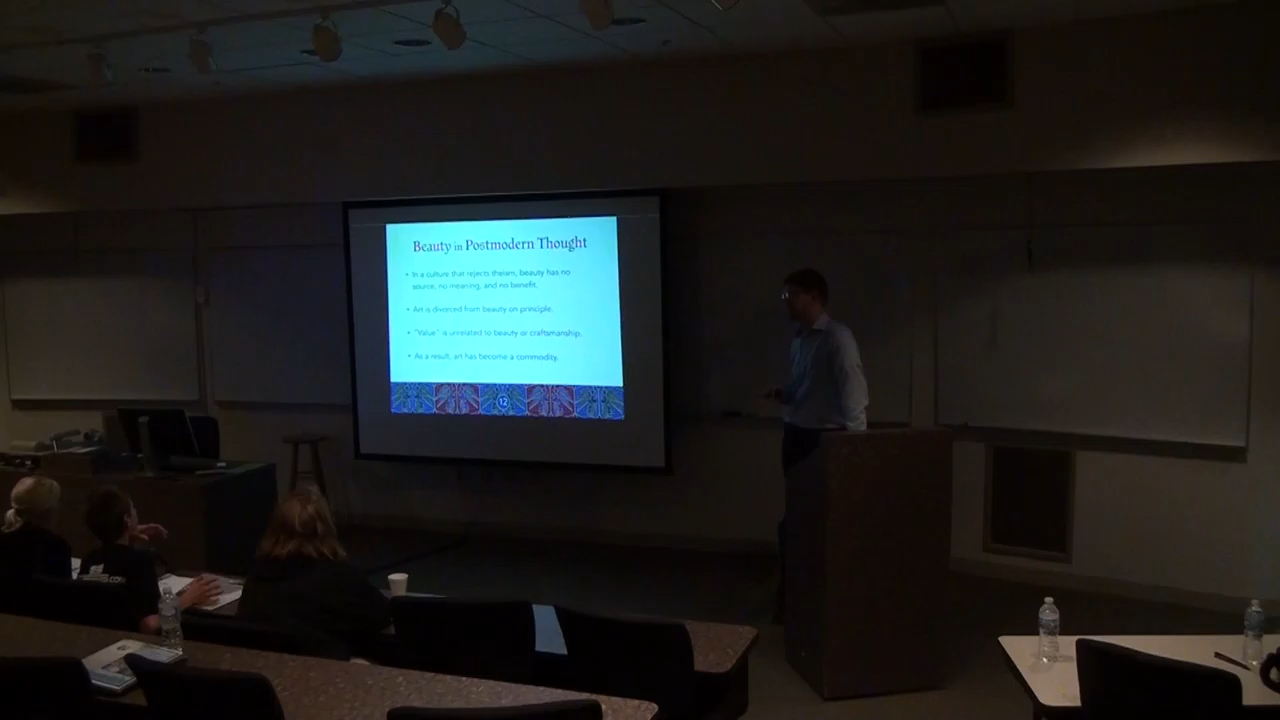 Beauty in Postmodern Thought
• In a culture that rejects theism, beauty has no
source, no meaning, and no benefit.
• Art is divorced from beauty on principle.
• "Value" is unrelated to beauty or craftsmanship.
• As a result, art has become a commodity.
12